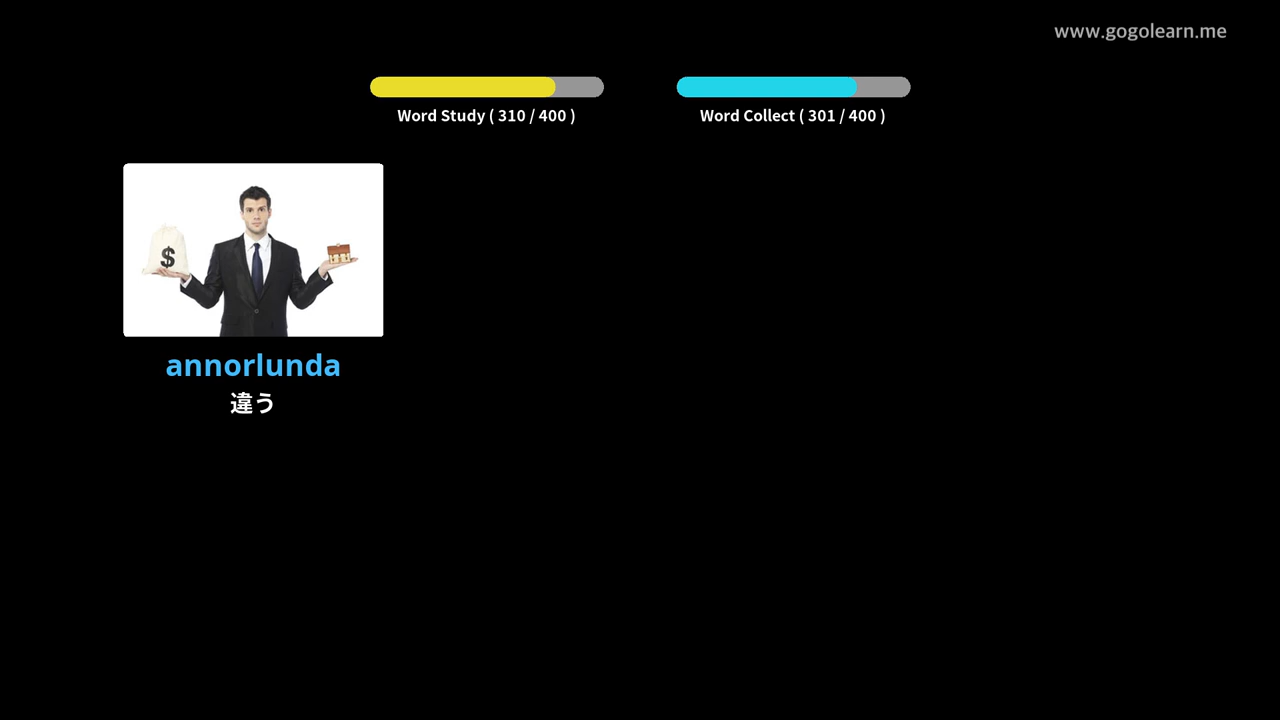 www.gogolearn.me
Word Study ( 310 / 400 )
Word Collect ( 301 / 400 )
$
annorlunda
違う